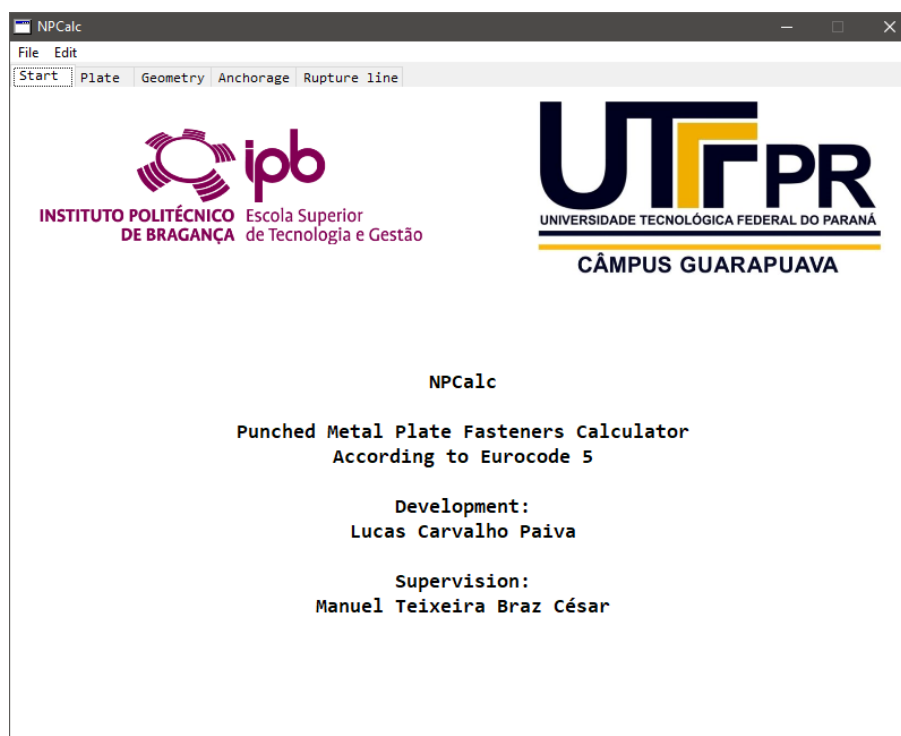 NPCalc
File Edit
Start Plate Geometry Anchorage Rupture line
ipb
INSTITUTO POLITÉCNICO Escola Superior
DE BRAGANÇA de Tecnologia e Gestão
UTFPR
UNIVERSIDADE TECNOLÓGICA FEDERAL DO PARANÁ
CÂMPUS GUARAPUAVA
NPCalc
Punched Metal Plate Fasteners Calculator
According to Eurocode 5
Development:
Lucas Carvalho Paiva
Supervision:
Manuel Teixeira Braz César